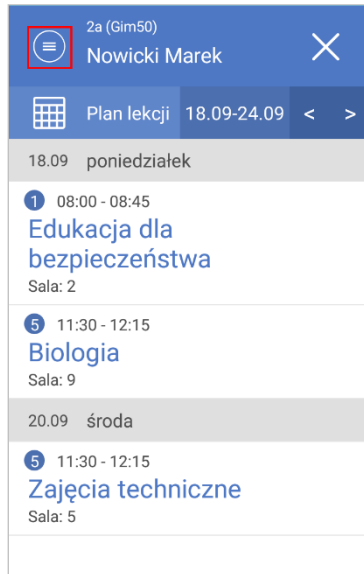 2a (Gim50)
Nowicki Marek
Plan lekcji 18.09-24.09 < >
18.09 poniedziałek
1 08:00 - 08:45
Edukacja dla
bezpieczeństwa
Sala: 2
5 11:30 - 12:15
Biologia
Sala: 9
20.09 środa
5 11:30 - 12:15
Zajęcia techniczne
Sala: 5